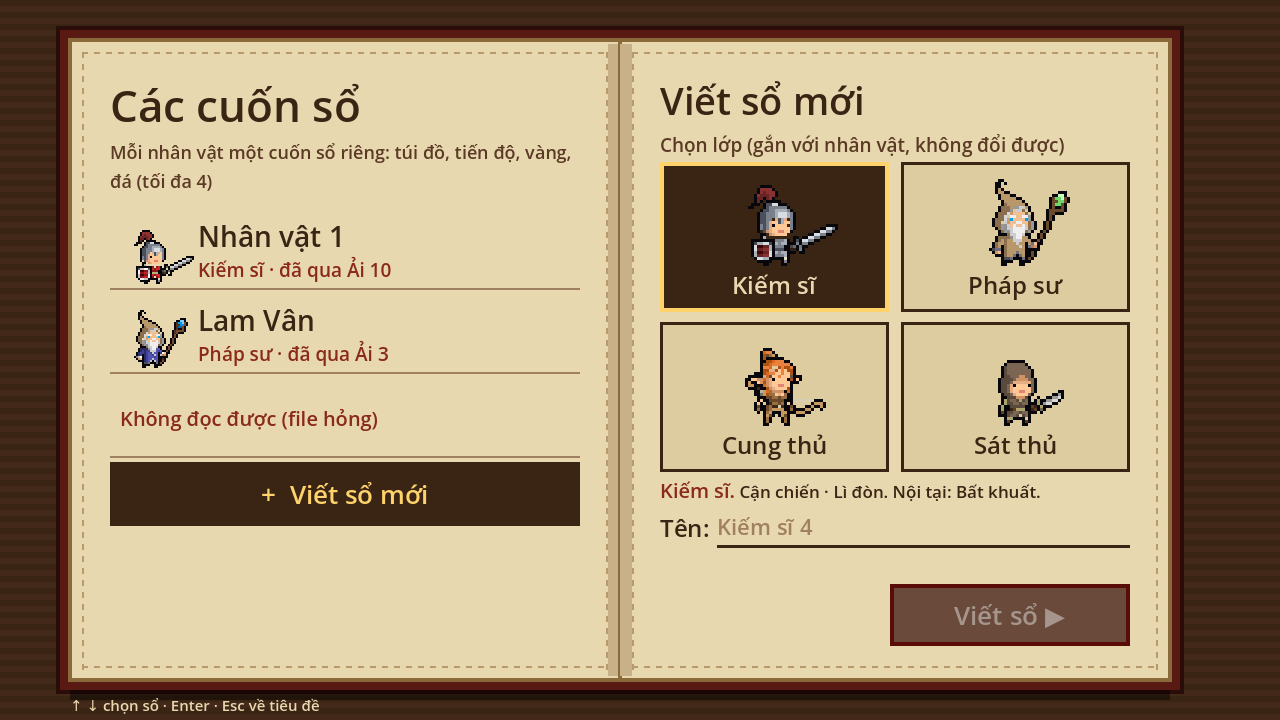 Các cuốn sổ
Mỗi nhân vật một cuốn sổ riêng: túi đồ, tiến độ, vàng,
đá (tối đa 4)
Nhân vật 1
Kiếm sĩ · đã qua Ải 10
Lam Vân
Pháp sư · đã qua Ải 3
Không đọc được (file hỏng)
+ Viết sổ mới
Viết sổ mới
Chọn lớp (gắn với nhân vật, không đổi được)
Kiếm sĩ
Pháp sư
Cung thủ
Sát thủ
Kiếm sĩ. Cận chiến · Lì đòn. Nội tại: Bất khuất.
Tên: Kiếm sĩ 4
Viết sổ ▶
↑ ↓ chọn sổ · Enter · Esc về tiêu đề